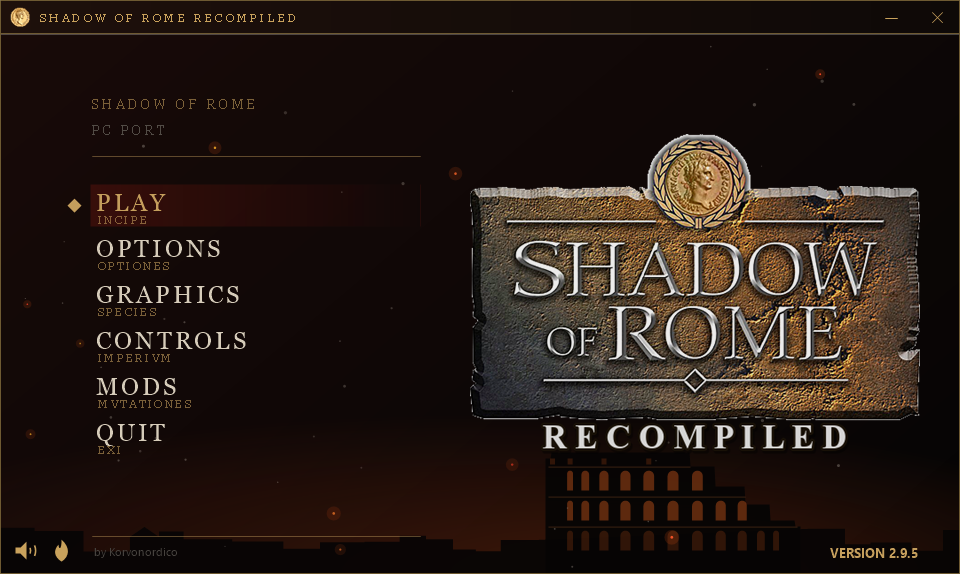 SHADOW OF ROME RECOMPILED
SHADOW OF ROME
PC PORT
PLAY
INCIPE
OPTIONS
OPTIONES
GRAPHICS
SPECIES
CONTROLS
IMPERIVM
MODS
MVTATIONES
QUIT
EXI
SHADOW
OF ROME
RECOMPILED
by Korvonordico
VERSION 2.9.5